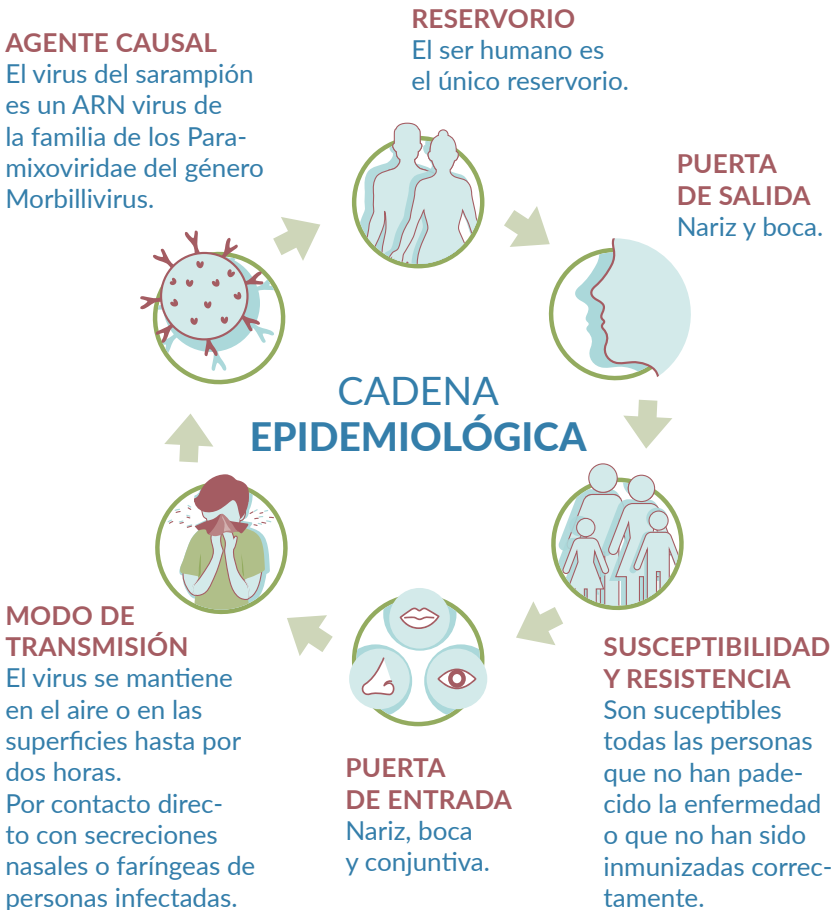 AGENTE CAUSAL
El virus del sarampión
es un ARN virus de
la familia de los Para-
mixoviridae del género
Morbillivirus.
RESERVORIO
El ser humano es
el único reservorio.
PUERTA
DE SALIDA
Nariz y boca.
CADENA
EPIDEMIOLÓGICA
SUSCEPTIBILIDAD
Y RESISTENCIA
Son suceptibles
todas las personas
que no han pade-
cido la enfermedad
o que no han sido
inmunizadas correc-
tamente.
PUERTA
DE ENTRADA
Nariz, boca
y conjuntiva.
MODO DE
TRANSMISIÓN
El virus se mantiene
en el aire o en las
superficies hasta por
dos horas.
Por contacto direc-
to con secreciones
nasales o faríngeas de
personas infectadas.